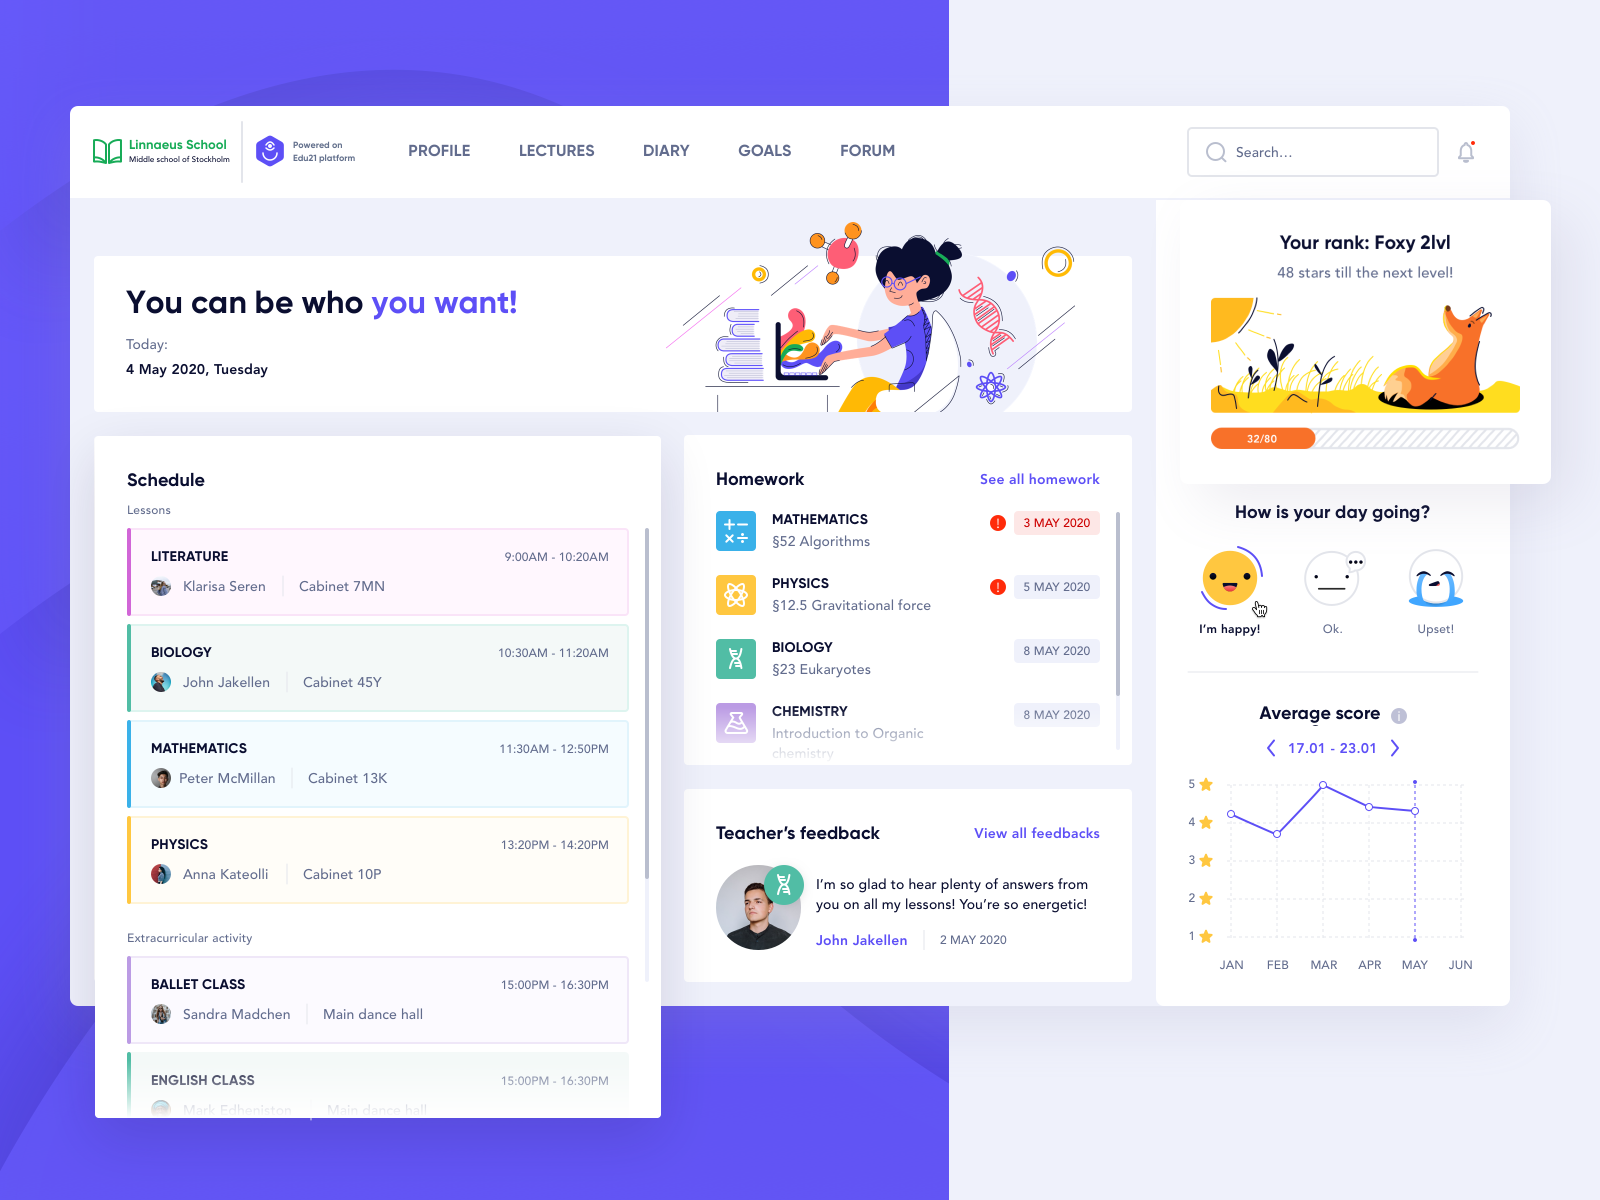 Linnaeus School
Middle school of Stockholm
Powered on
Edu21 platform
PROFILE
LECTURES
DIARY
GOALS
FORUM
Search...
You can be who you want!
Today:
4 May 2020, Tuesday
Schedule
Lessons
LITERATURE
9:00AM - 10:20AM
Klarisa Seren
Cabinet 7MN
BIOLOGY
10:30AM - 11:20AM
John Jakellen
Cabinet 45Y
MATHEMATICS
11:30AM - 12:50PM
Peter McMillan
Cabinet 13K
PHYSICS
13:20PM - 14:20PM
Anna Kateolli
Cabinet 10P
Extracurricular activity
BALLET CLASS
15:00PM - 16:30PM
Sandra Madchen
Main dance hall
ENGLISH CLASS
15:00PM - 16:30PM
Mark Edheniston
Main dance hall
Homework
See all homework
MATHEMATICS
§52 Algorithms
! 3 MAY 2020
PHYSICS
§12.5 Gravitational force
! 5 MAY 2020
BIOLOGY
§23 Eukaryotes
8 MAY 2020
CHEMISTRY
Introduction to Organic
chemistry
8 MAY 2020
Teacher's feedback
View all feedbacks
I'm so glad to hear plenty of answers from
you on all my lessons! You're so energetic!
John Jakellen
2 MAY 2020
Your rank: Foxy 2lvl
48 stars till the next level!
32/80
How is your day going?
I'm happy!
Ok.
Upset!
Average score
i
17.01 - 23.01
5
4
3
2
1
JAN
FEB
MAR
APR
MAY
JUN